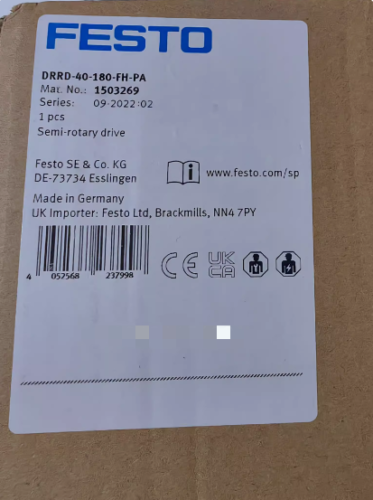 FESTO
DRRD-40-180-FH-PA
Mat. No.: 1503269
Series: 09-2022:02
1 pcs
Semi-rotary drive
Festo SE & Co. KG
DE-73734 Esslingen
www.festo.com/sp
Made in Germany
UK Importer: Festo Ltd, Brackmills, NN4 7PY
4 052568 237998
CE UK CA